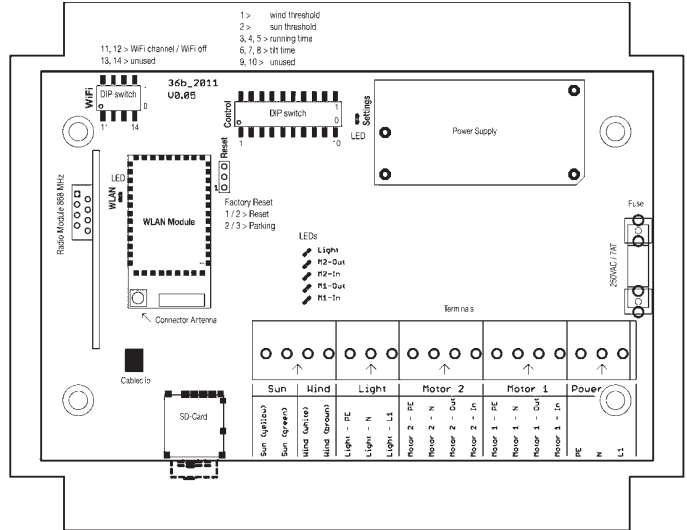 1 > wind threshold
2 > sun threshold
3, 4, 5 > running time
6, 7, 8 > tilt time
9, 10 > unused
11, 12 > WiFi channel / WiFi off
13, 14 > unused
WiFi
DIP switch
1
0
11
14
36b_2011
V0.05
Control
DIP switch
1
0
1
10
Settings
LED
Power Supply
Radio Module 868 MHz
LED
WLAN
WLAN Module
Reset
1
Factory Reset
1 / 2 > Reset
2 / 3 > Parking
LEDs
Light
M2-Out
M2-In
M1-Out
M1-In
Fuse
250VAC / 7AT
Connector Antenna
Terminals
Cableclip
SD-Card
Sun
Wind
Light
Motor 2
Motor 1
Power
Sun (yellow)
Sun (green)
Wind (white)
Wind (brown)
Light - PE
Light - N
Light - L1
Motor 2 - PE
Motor 2 - N
Motor 2 - Out
Motor 2 - In
Motor 1 - PE
Motor 1 - N
Motor 1 - Out
Motor 1 - In
PE
N
L1